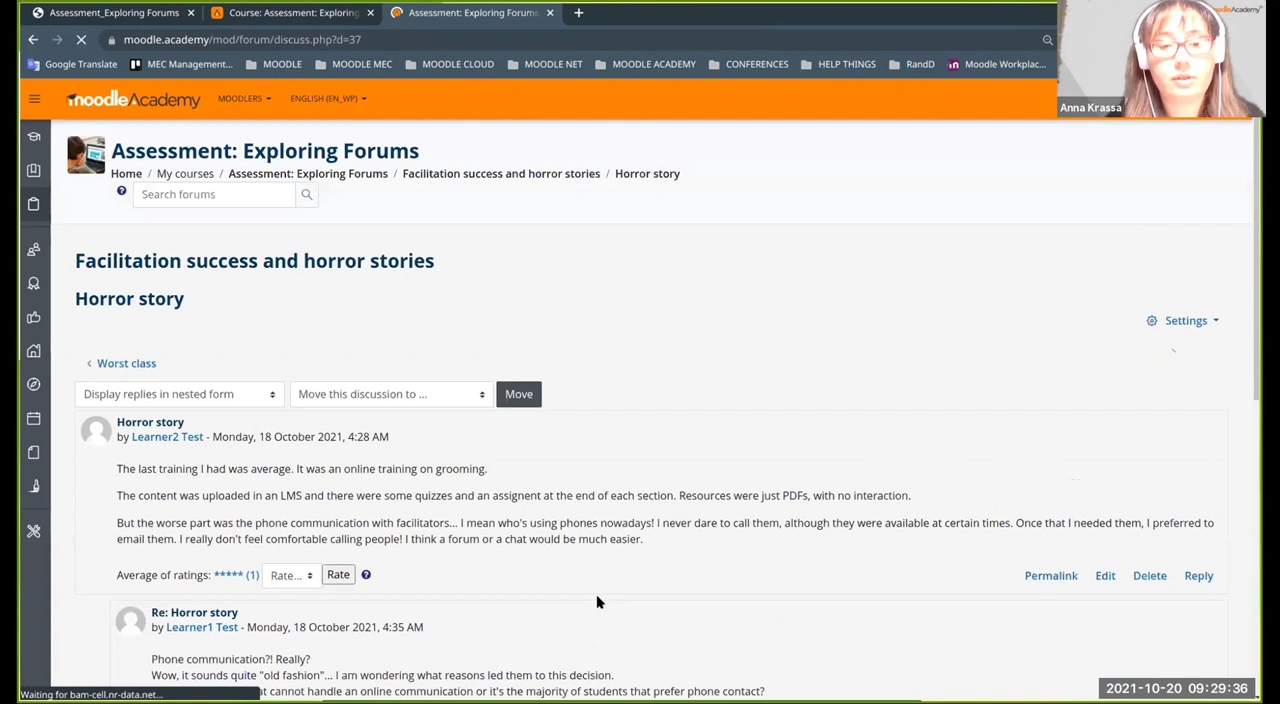 Assessment_Exploring Forums
Course: Assessment: Exploring
Assessment: Exploring Forums
moodle.academy/mod/forum/discuss.php?d=37
Google Translate
MEC Management...
MOODLE
MOODLE MEC
MOODLE CLOUD
MOODLE NET
MOODLE ACADEMY
CONFERENCES
HELP THINGS
RandD
Moodle Workplac...
Anna Krassa
moodleAcademy
MOODLERS
ENGLISH (EN_WP)
Assessment: Exploring Forums
Home / My courses / Assessment: Exploring Forums / Facilitation success and horror stories / Horror story
Search forums
Facilitation success and horror stories
Horror story
Settings
Worst class
Display replies in nested form
Move this discussion to ...
Move
Horror story
by Learner2 Test - Monday, 18 October 2021, 4:28 AM
The last training I had was average. It was an online training on grooming.
The content was uploaded in an LMS and there were some quizzes and an assignent at the end of each section. Resources were just PDFs, with no interaction.
But the worse part was the phone communication with facilitators... I mean who's using phones nowadays! I never dare to call them, although they were available at certain times. Once that I needed them, I preferred to
email them. I really don't feel comfortable calling people! I think a forum or a chat would be much easier.
Average of ratings: ***** (1)
Rate...
Rate
Permalink
Edit
Delete
Reply
Re: Horror story
by Learner1 Test - Monday, 18 October 2021, 4:35 AM
Phone communication?! Really?
Wow, it sounds quite "old fashion"... I am wondering what reasons led them to this decision.
at cannot handle an online communication or it's the majority of students that prefer phone contact?
Waiting for bam-cell.nr-data.net...
2021-10-20 09:29:36